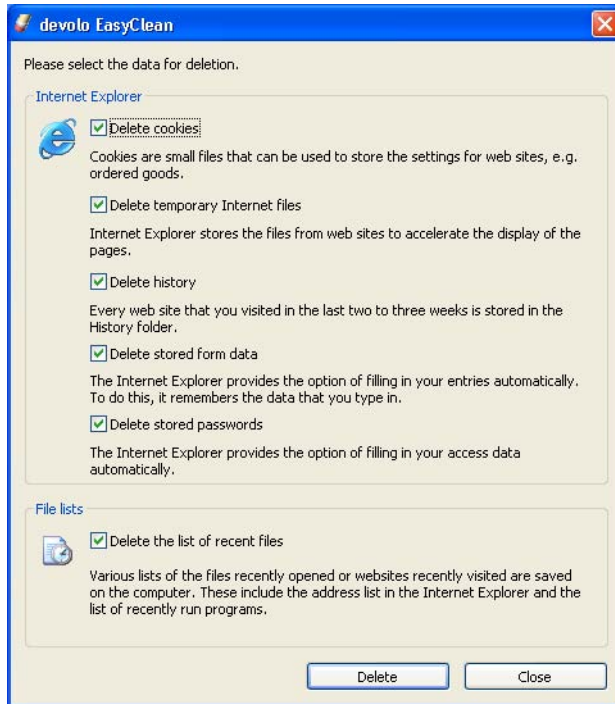 devolo EasyClean
Please select the data for deletion.
Internet Explorer
Delete cookies
Cookies are small files that can be used to store the settings for web sites, e.g.
ordered goods.
Delete temporary Internet files
Internet Explorer stores the files from web sites to accelerate the display of the
pages.
Delete history
Every web site that you visited in the last two to three weeks is stored in the
History folder.
Delete stored form data
The Internet Explorer provides the option of filling in your entries automatically.
To do this, it remembers the data that you type in.
Delete stored passwords
The Internet Explorer provides the option of filling in your access data
automatically.
File lists
Delete the list of recent files
Various lists of the files recently opened or websites recently visited are saved
on the computer. These include the address list in the Internet Explorer and the
list of recently run programs.
Delete
Close